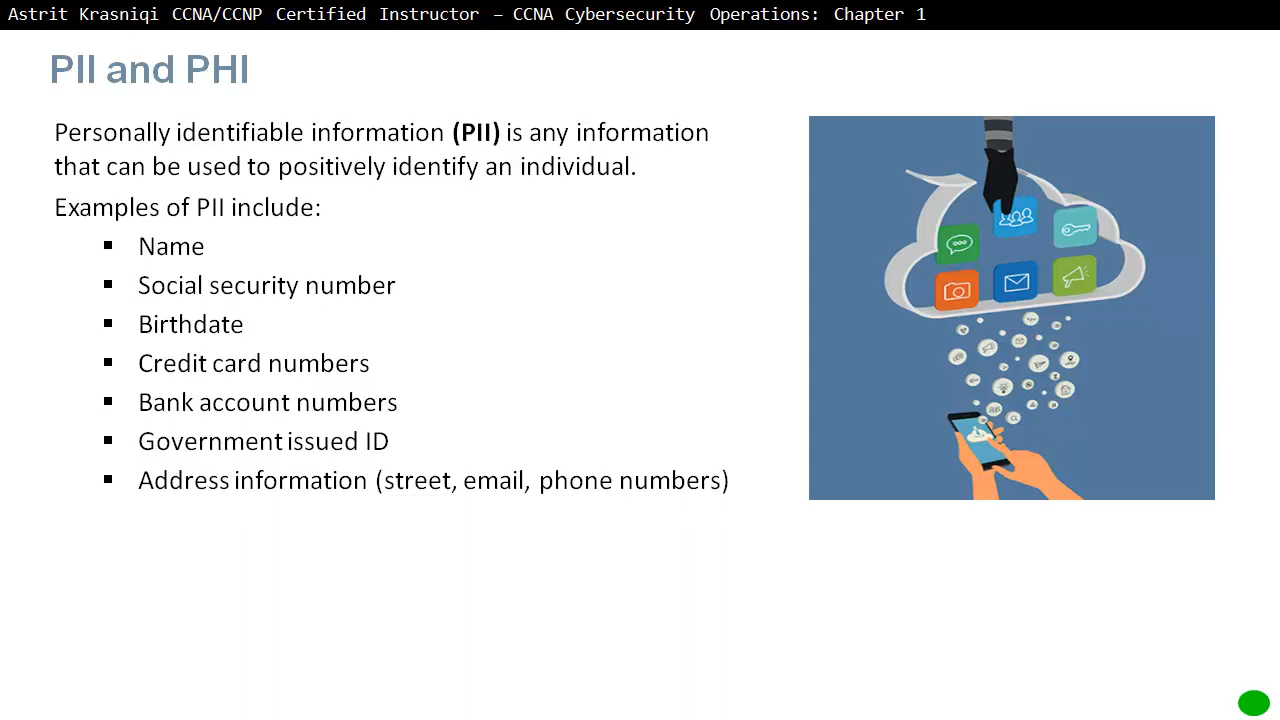 Astrit Krasniqi CCNA/CCNP Certified Instructor – CCNA Cybersecurity Operations: Chapter 1
PII and PHI
Personally identifiable information (PII) is any information
that can be used to positively identify an individual.
Examples of PII include:
▪ Name
▪ Social security number
▪ Birthdate
▪ Credit card numbers
▪ Bank account numbers
▪ Government issued ID
▪ Address information (street, email, phone numbers)